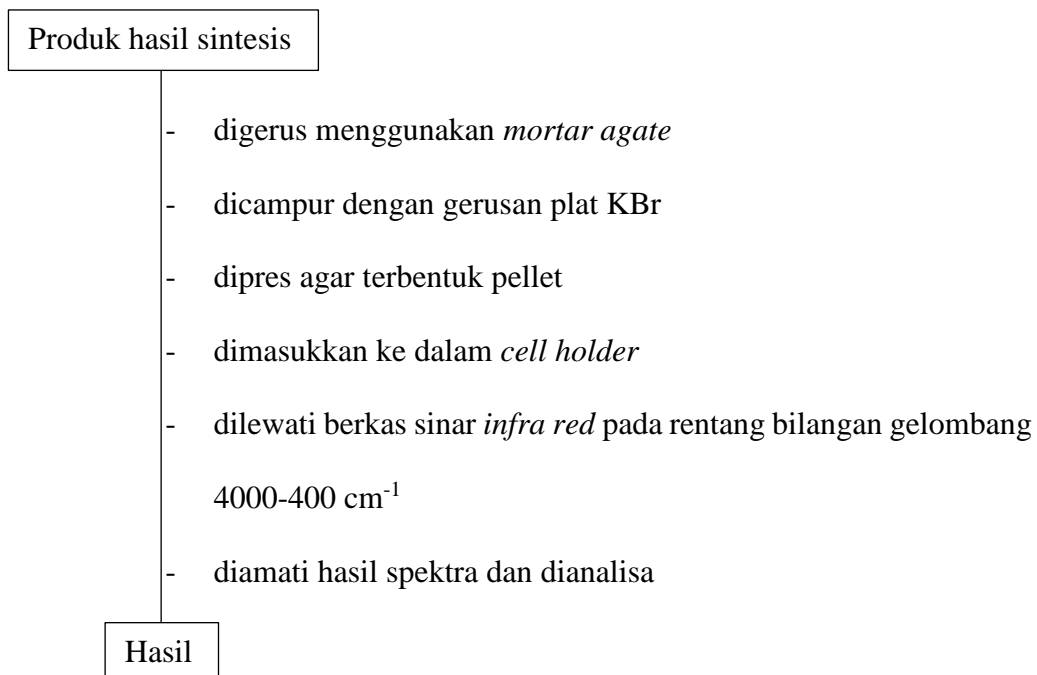 Produk hasil sintesis
- digerus menggunakan mortar agate
- dicampur dengan gerusan plat KBr
- dipres agar terbentuk pellet
- dimasukkan ke dalam cell holder
- dilewati berkas sinar infra red pada rentang bilangan gelombang
4000-400 cm⁻¹
- diamati hasil spektra dan dianalisa
Hasil